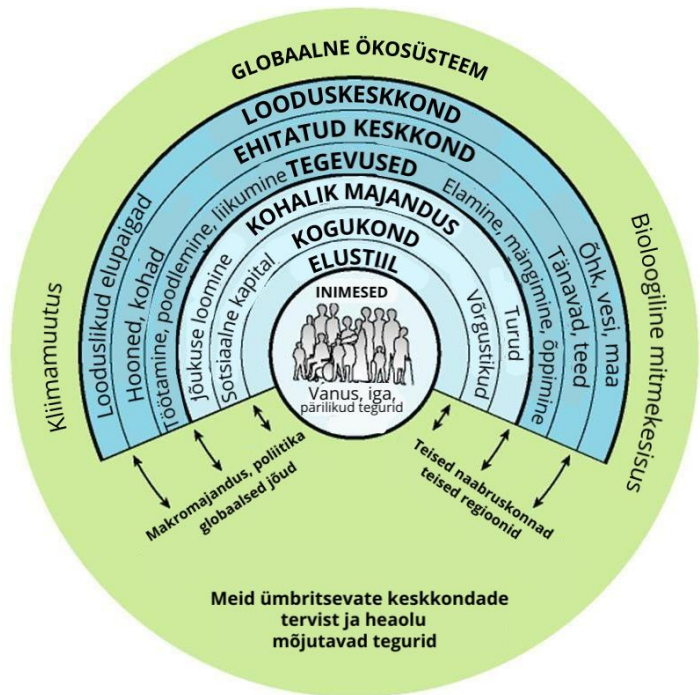 GLOBAALNE ÖKOSÜSTEEM
LOODUSKESKKOND
EHITATUD KESKKOND
TEGEVUSED
KOHALIK MAJANDUS
KOGUKOND
ELUSTIIL
INIMESED
Vanus, iga,
pärilikud tegurid
Kliimamuutus
Looduslikud elupaigad
Hooned, kohad
Töötamine, poodlemine, liikumine
Jõukuse loomine
Sotsiaalne kapital
Võrgustikud
Turud
Elamine, mängimine, õppimine
Tänavad, teed
Õhk, vesi, maa
Bioloogiline mitmekesisus
Makromajandus, poliitika
globaalsed jõud
Teised naabruskonnad
teised regioonid
Meid ümbritsevate keskkondade
tervist ja heaolu
mõjutavad tegurid